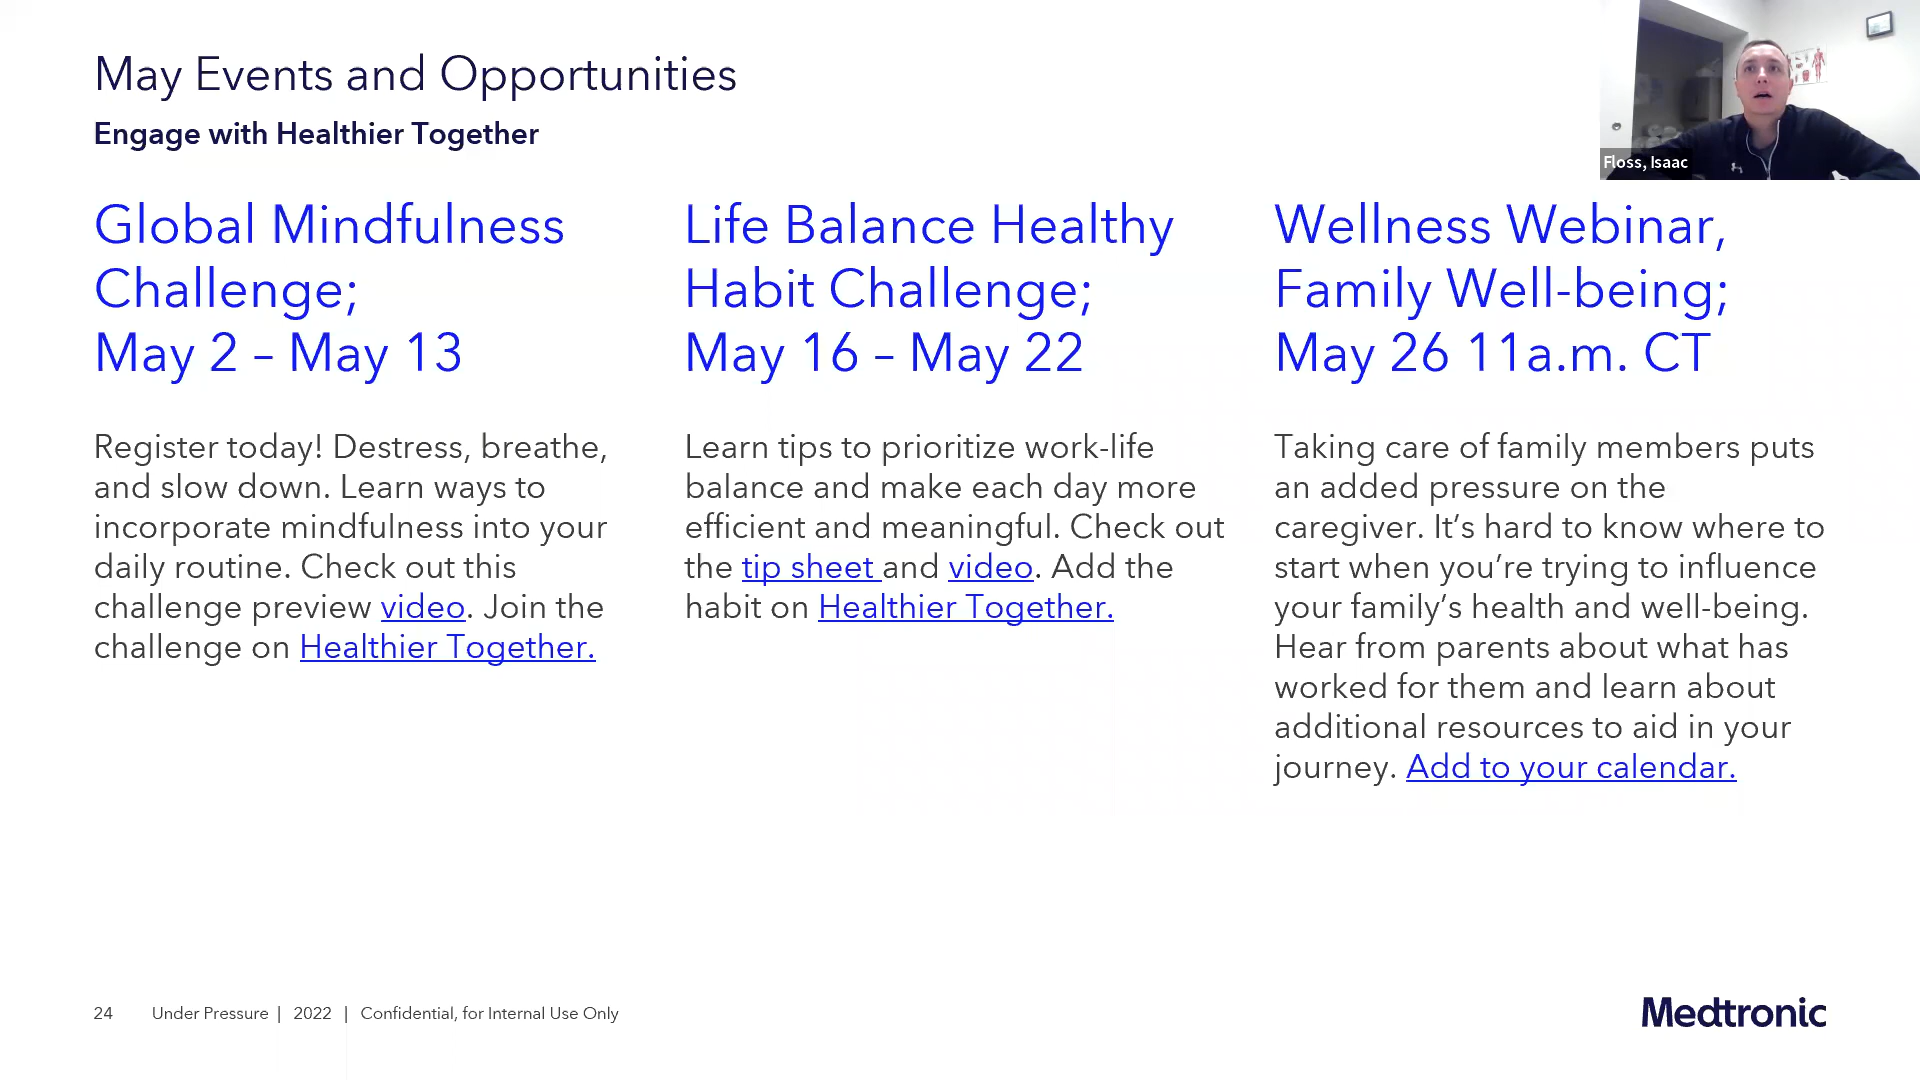 May Events and Opportunities
Engage with Healthier Together
Floss, Isaac
Global Mindfulness
Challenge;
May 2 – May 13
Register today! Destress, breathe,
and slow down. Learn ways to
incorporate mindfulness into your
daily routine. Check out this
challenge preview video. Join the
challenge on Healthier Together.
Life Balance Healthy
Habit Challenge;
May 16 – May 22
Learn tips to prioritize work-life
balance and make each day more
efficient and meaningful. Check out
the tip sheet and video. Add the
habit on Healthier Together.
Wellness Webinar,
Family Well-being;
May 26 11a.m. CT
Taking care of family members puts
an added pressure on the
caregiver. It’s hard to know where to
start when you’re trying to influence
your family’s health and well-being.
Hear from parents about what has
worked for them and learn about
additional resources to aid in your
journey. Add to your calendar.
24 Under Pressure | 2022 | Confidential, for Internal Use Only
Medtronic